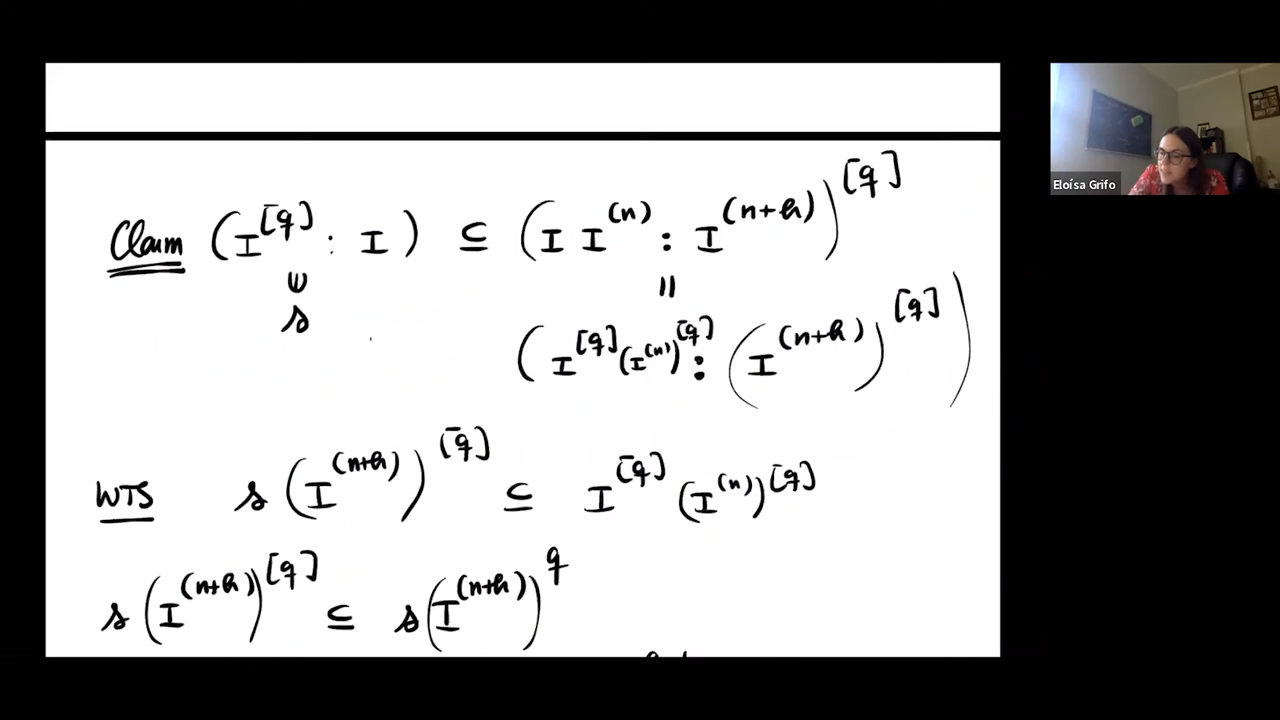 Claim (I^[q] : I) ⊆ (I I^(n) : I^(n+h))^[q]
∪| ||
s (I^[q] (I^(n))^[q] : (I^(n+h))^[q])
WTS s (I^(n+h))^[q] ⊆ I^[q] (I^(n))^[q]
s (I^(n+h))^[q] ⊆ s (I^(n+h))^q
Eloísa Grifo